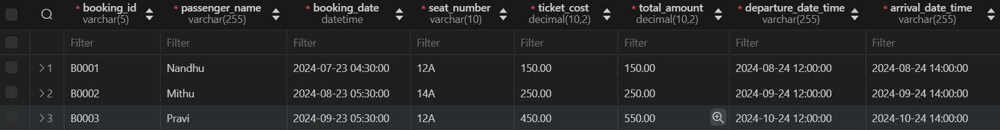 * booking_id * passenger_name * booking_date * seat_number * ticket_cost * total_amount * departure_date_time * arrival_date_time
varchar(5) varchar(255) datetime varchar(10) decimal(10,2) decimal(10,2) varchar(255) varchar(255)
Filter Filter Filter Filter Filter Filter Filter Filter
1 B0001 Nandhu 2024-07-23 04:30:00 12A 150.00 150.00 2024-08-24 12:00:00 2024-08-24 14:00:00
2 B0002 Mithu 2024-08-23 05:30:00 14A 250.00 250.00 2024-09-24 12:00:00 2024-09-24 14:00:00
3 B0003 Pravi 2024-09-23 05:30:00 12A 450.00 550.00 2024-10-24 12:00:00 2024-10-24 14:00:00